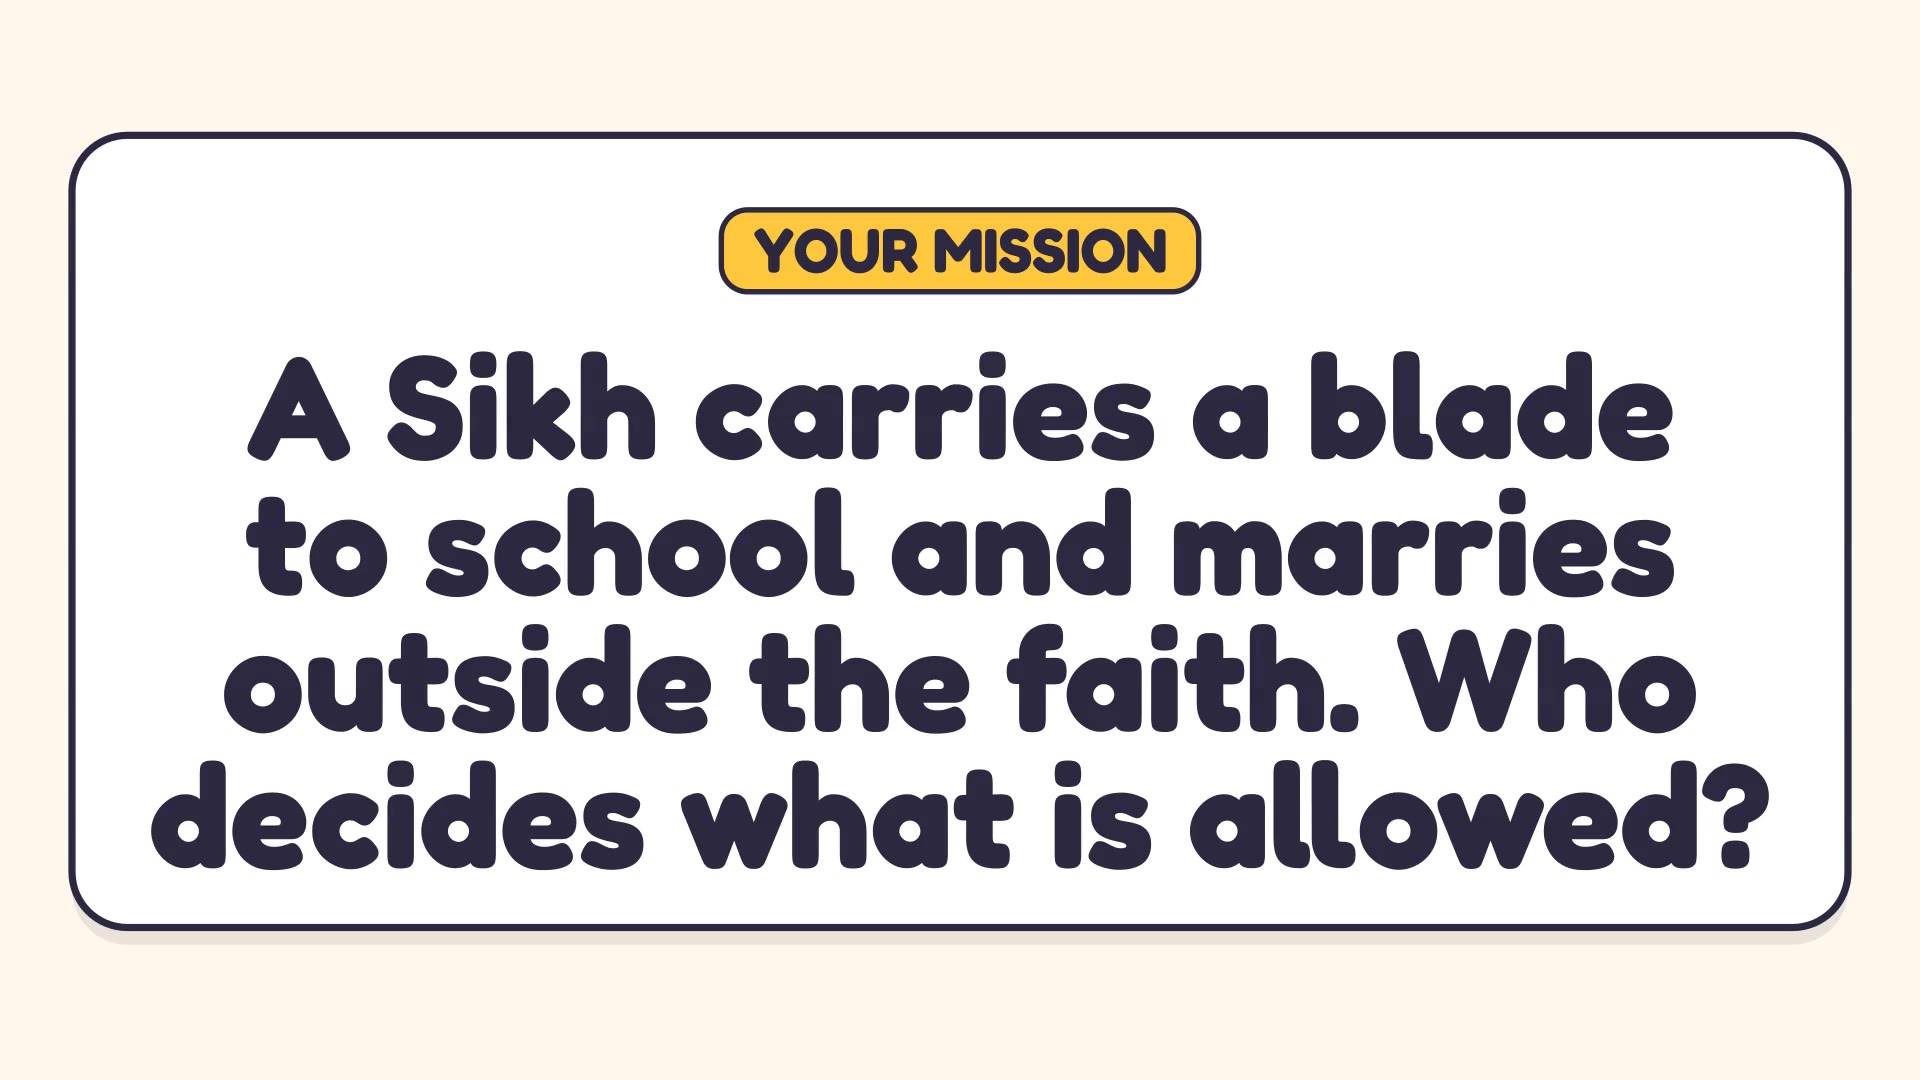 YOUR MISSION
A Sikh carries a blade
to school and marries
outside the faith. Who
decides what is allowed?